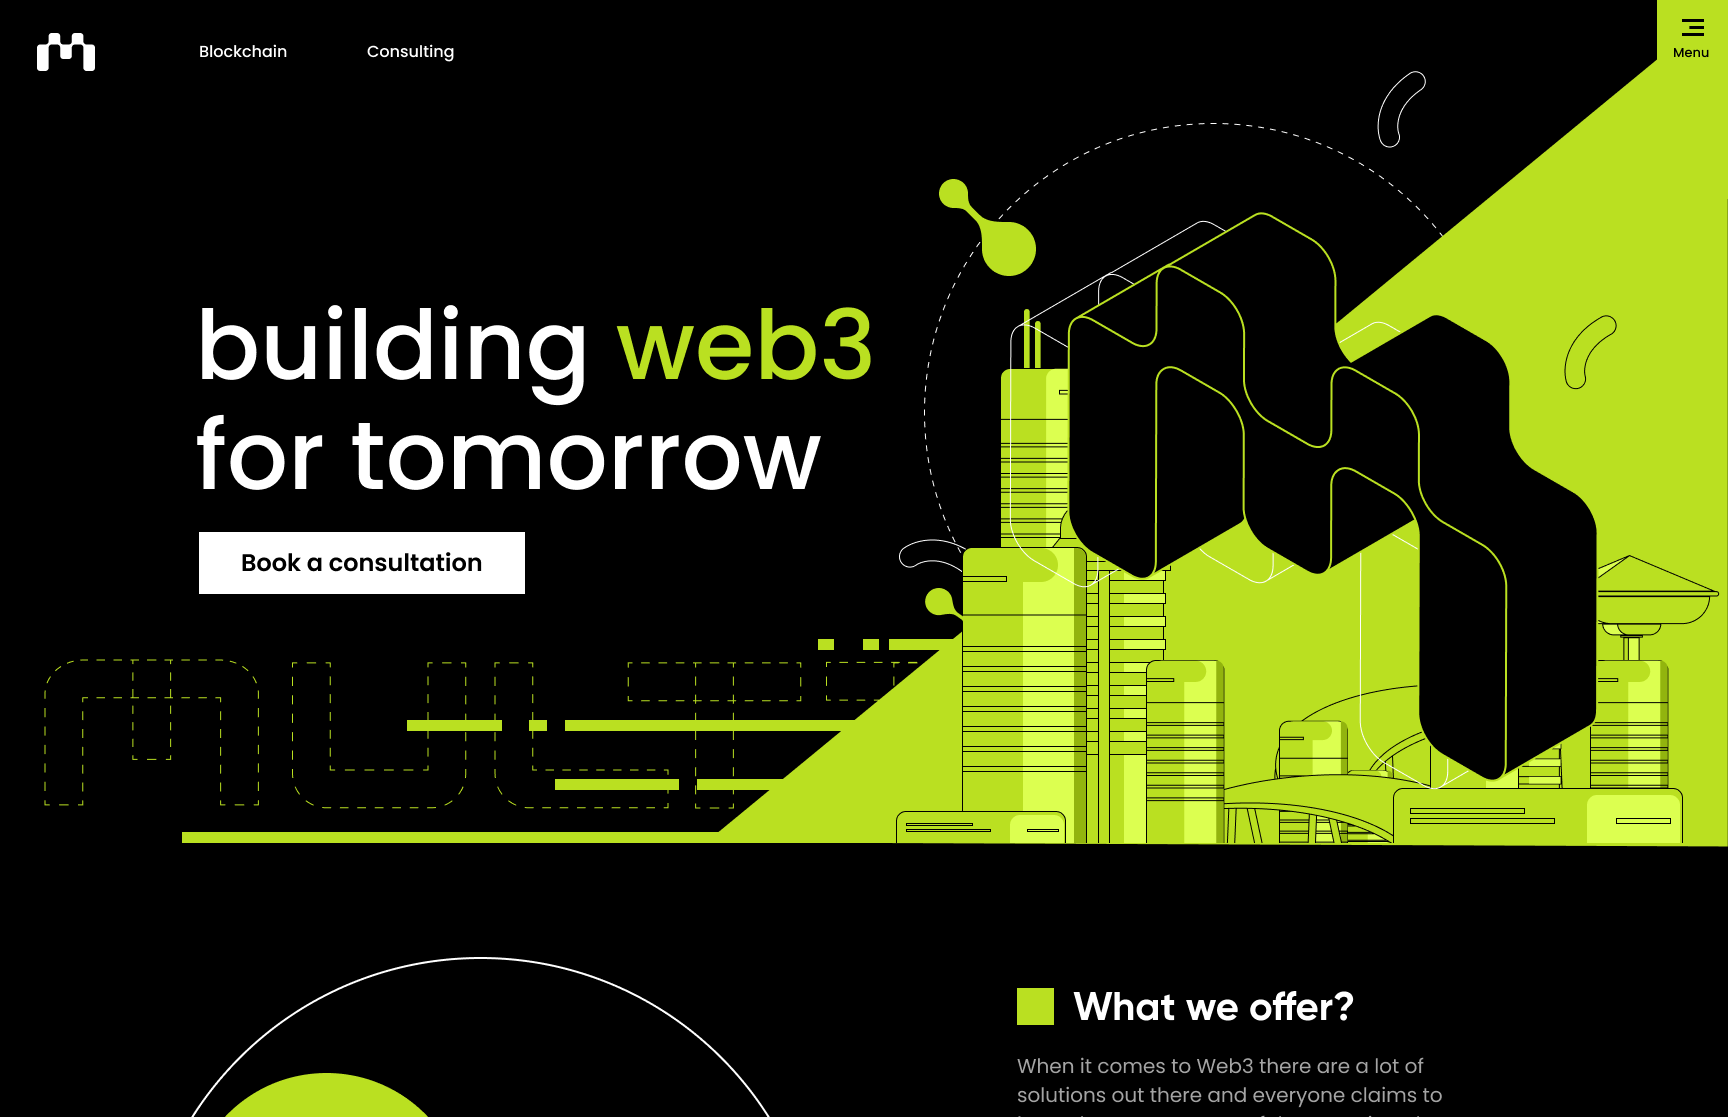 Blockchain
Consulting
Menu
building web3
for tomorrow
Book a consultation
What we offer?
When it comes to Web3 there are a lot of
solutions out there and everyone claims to